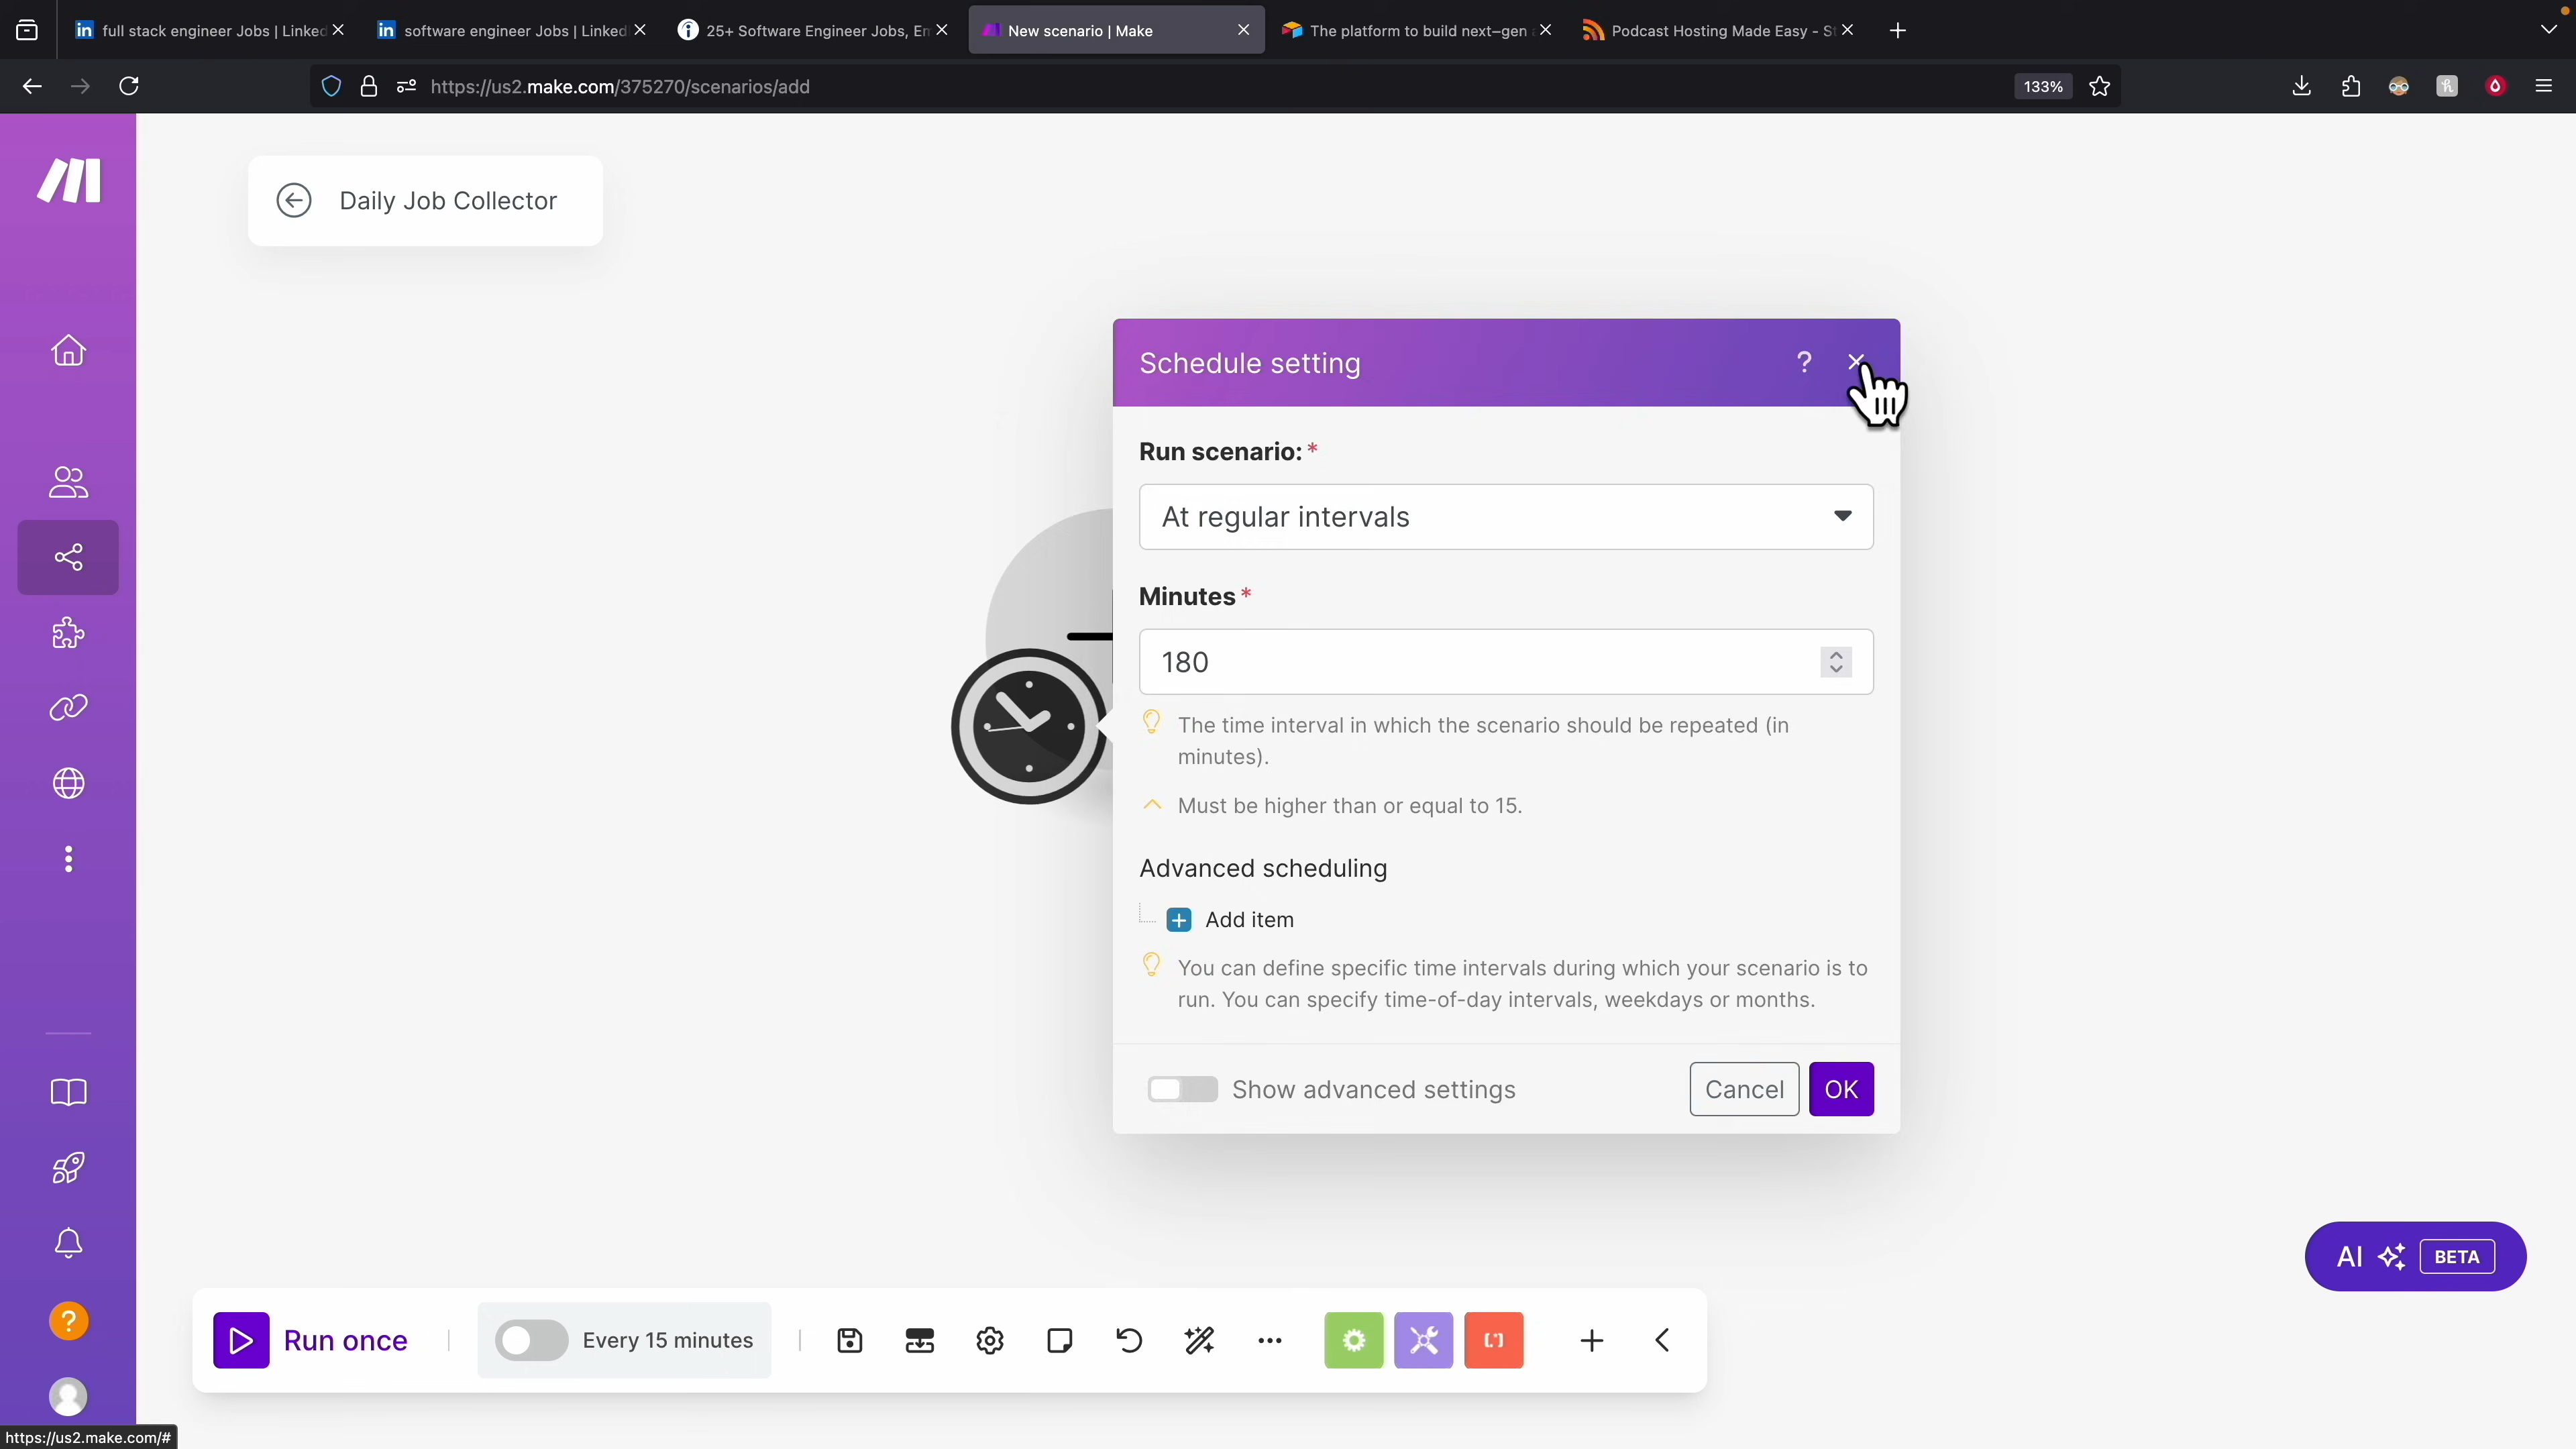 full stack engineer Jobs | Linked
software engineer Jobs | Linked
25+ Software Engineer Jobs, En
New scenario | Make
The platform to build next-gen
Podcast Hosting Made Easy - S
https://us2.make.com/375270/scenarios/add
133%
Daily Job Collector
Schedule setting
?
Run scenario: *
At regular intervals
Minutes *
180
The time interval in which the scenario should be repeated (in
minutes).
Must be higher than or equal to 15.
Advanced scheduling
Add item
You can define specific time intervals during which your scenario is to
run. You can specify time-of-day intervals, weekdays or months.
Show advanced settings
Cancel
OK
AI
BETA
?
Run once
Every 15 minutes
https://us2.make.com/#